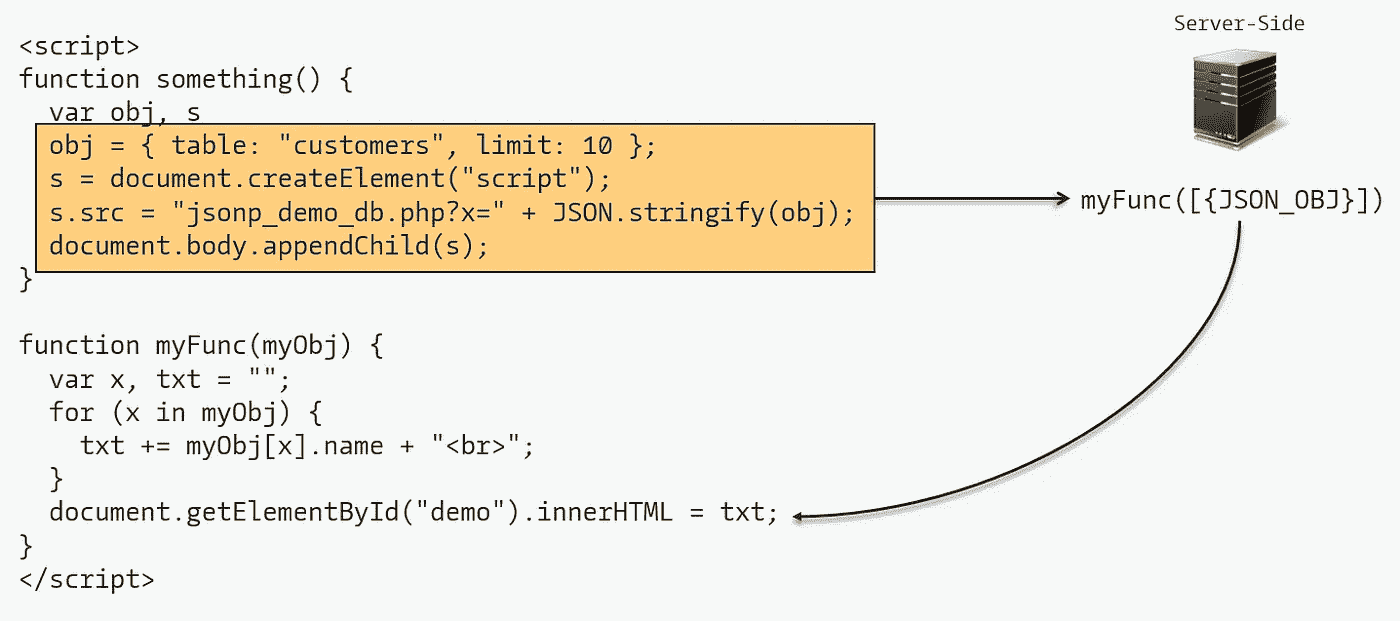 Server-Side
<script>
function something() {
  var obj, s
  obj = { table: "customers", limit: 10 };
  s = document.createElement("script");
  s.src = "jsonp_demo_db.php?x=" + JSON.stringify(obj);
  document.body.appendChild(s);
}
myFunc([{JSON_OBJ}])
function myFunc(myObj) {
  var x, txt = "";
  for (x in myObj) {
    txt += myObj[x].name + "<br>";
  }
  document.getElementById("demo").innerHTML = txt;
}
</script>